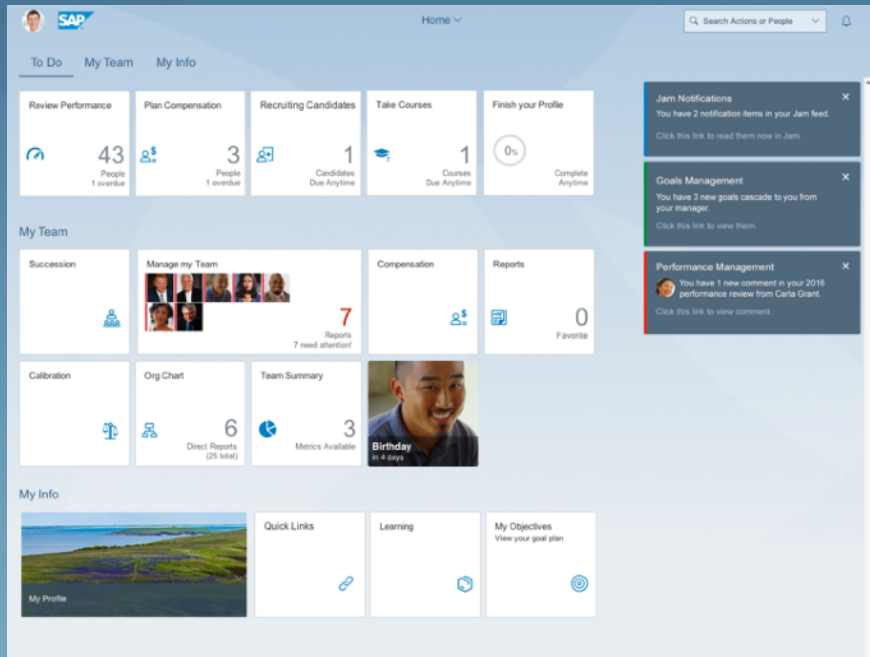 SAP
Home
Search Actions or People
To Do
My Team
My Info
Review Performance
43
People
1 overdue
Plan Compensation
3
People
1 overdue
Recruiting Candidates
1
Candidates
Due Anytime
Take Courses
1
Courses
Due Anytime
Finish your Profile
0%
Complete
Anytime
Jam Notifications
You have 2 notification items in your Jam feed.
Click this link to read them now in Jam.
Goals Management
You have 3 new goals cascade to you from
your manager.
Click this link to view them.
Performance Management
You have 1 new comment in your 2016
performance review from Carla Grant.
Click this link to view comment.
My Team
Succession
Manage my Team
7
Reports
7 need attention!
Compensation
Reports
0
Favorite
Calibration
Org Chart
6
Direct Reports
(25 total)
Team Summary
3
Metrics Available
Birthday
in 4 days
My Info
My Profile
Quick Links
Learning
My Objectives
View your goal plan